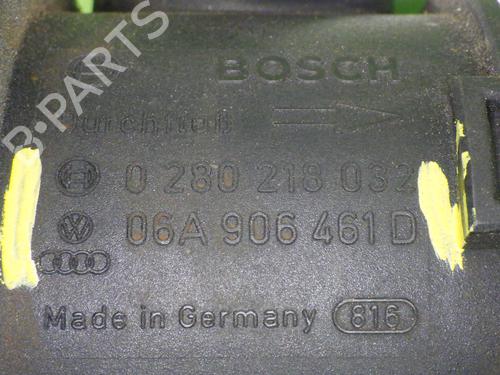 BOSCH
Durchfluß
0 280 218 032
06A 906 461 D
Made in Germany 816
B-PARTS